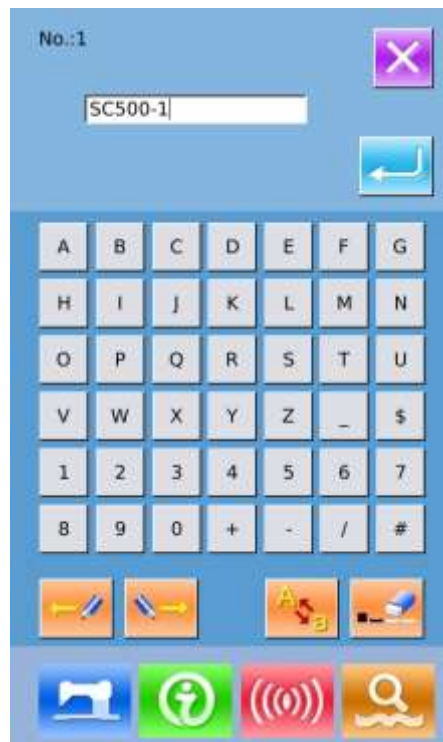 No.:1
SC500-1
A B C D E F G
H I J K L M N
O P Q R S T U
V W X Y Z _ $
1 2 3 4 5 6 7
8 9 0 + - / #
A a